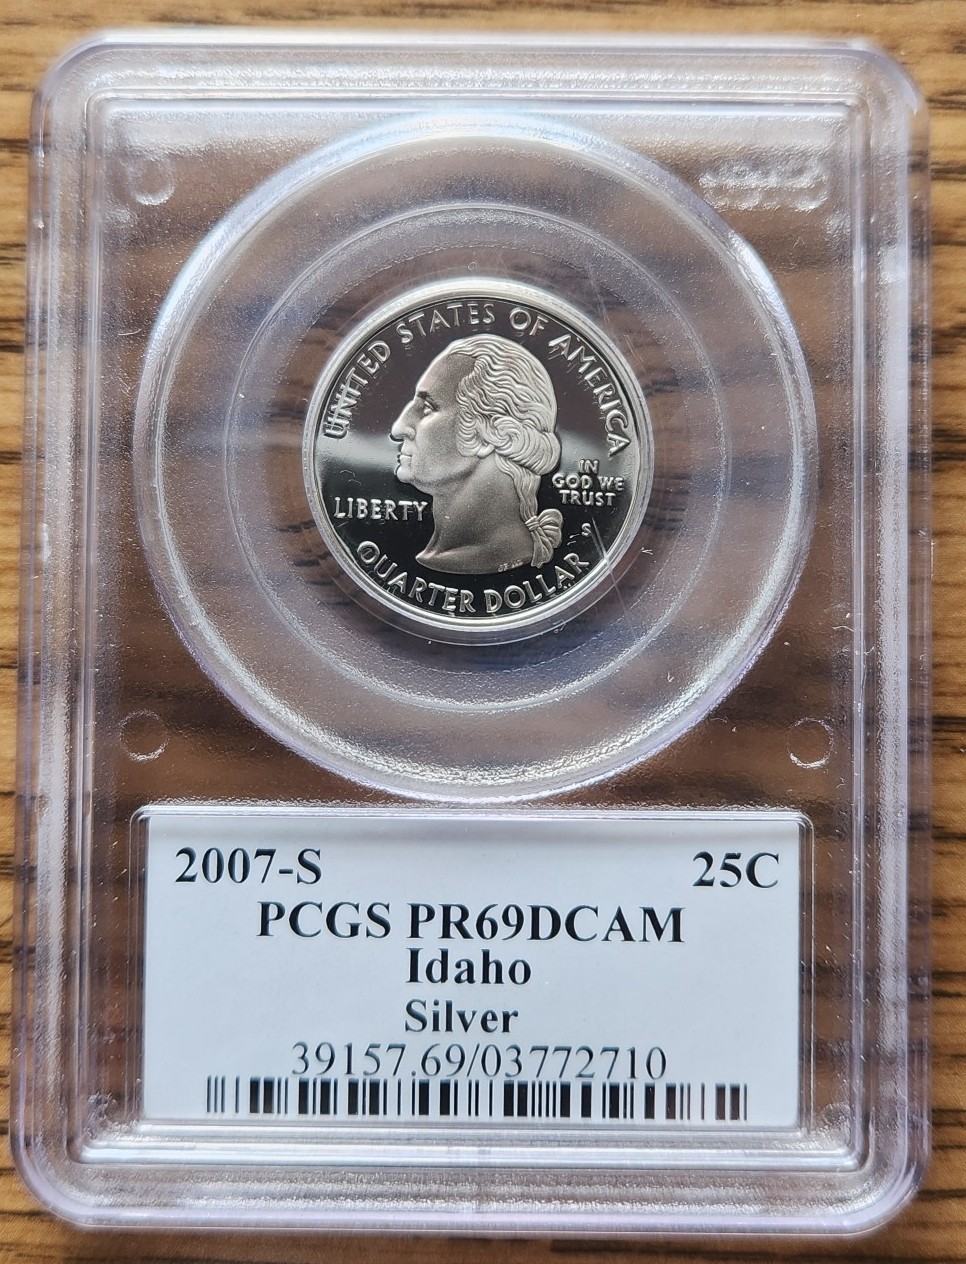 UNITED STATES OF AMERICA
IN
GOD WE
TRUST
LIBERTY
S
QUARTER DOLLAR
2007-S 25C
PCGS PR69DCAM
Idaho
Silver
39157.69/03772710